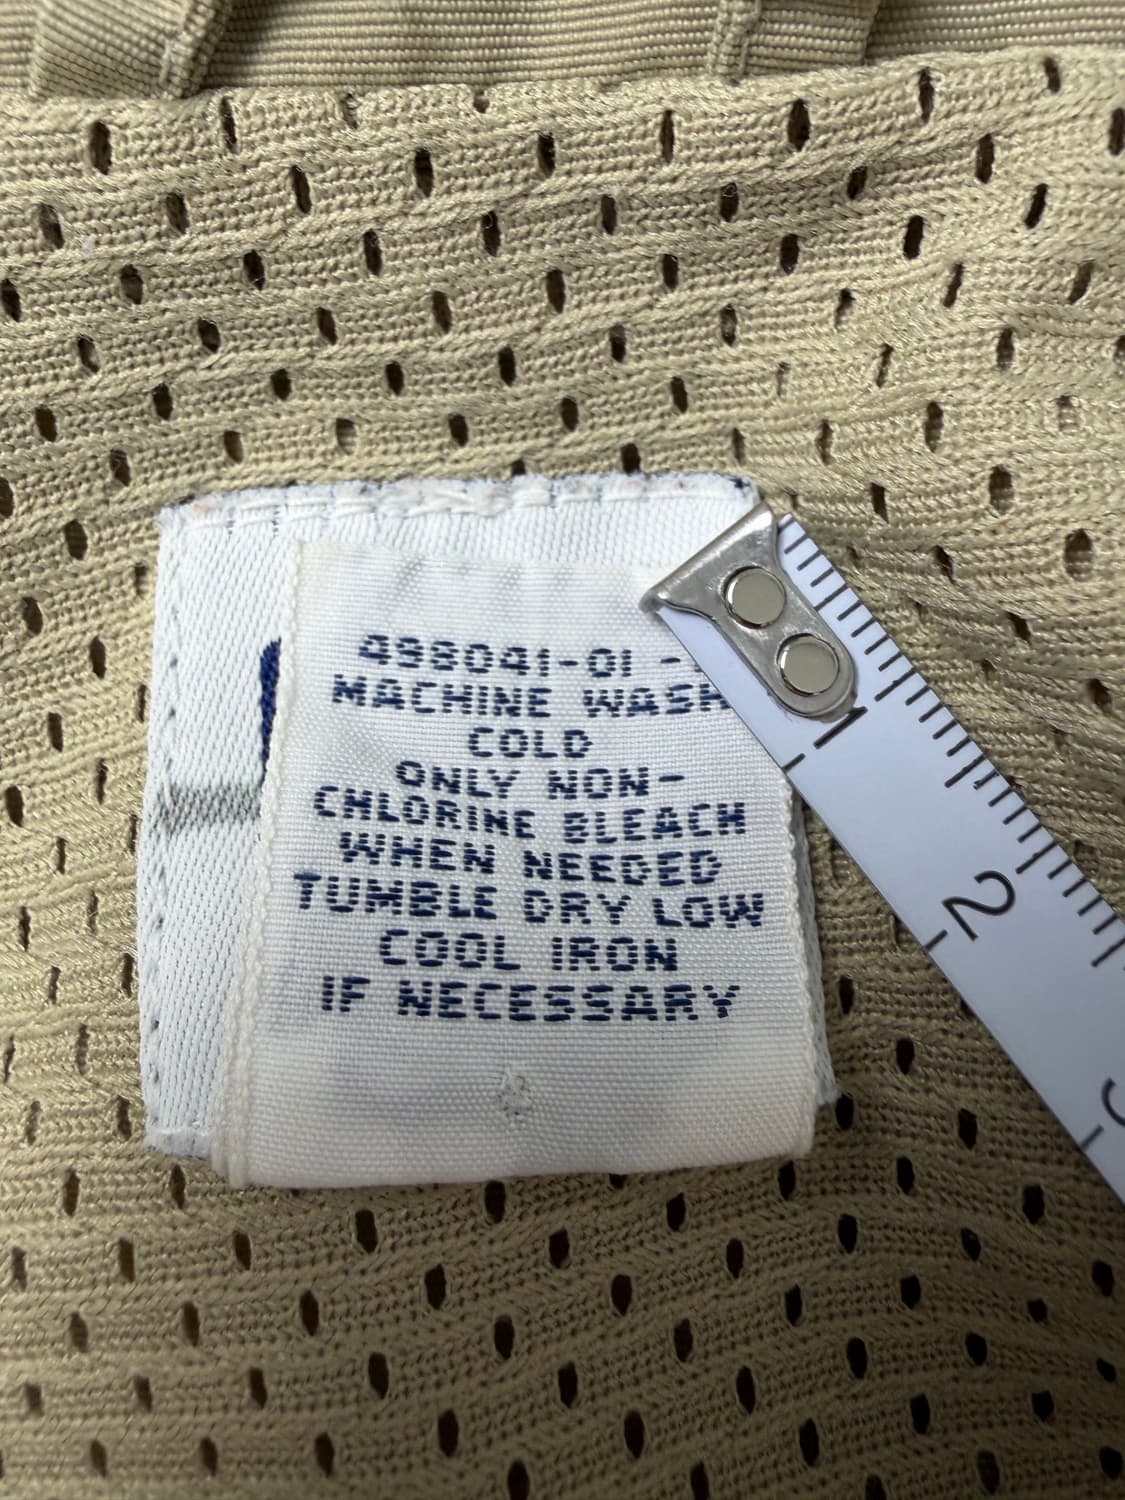 498041-01 -
MACHINE WASH
COLD
ONLY NON-
CHLORINE BLEACH
WHEN NEEDED
TUMBLE DRY LOW
COOL IRON
IF NECESSARY
1
2